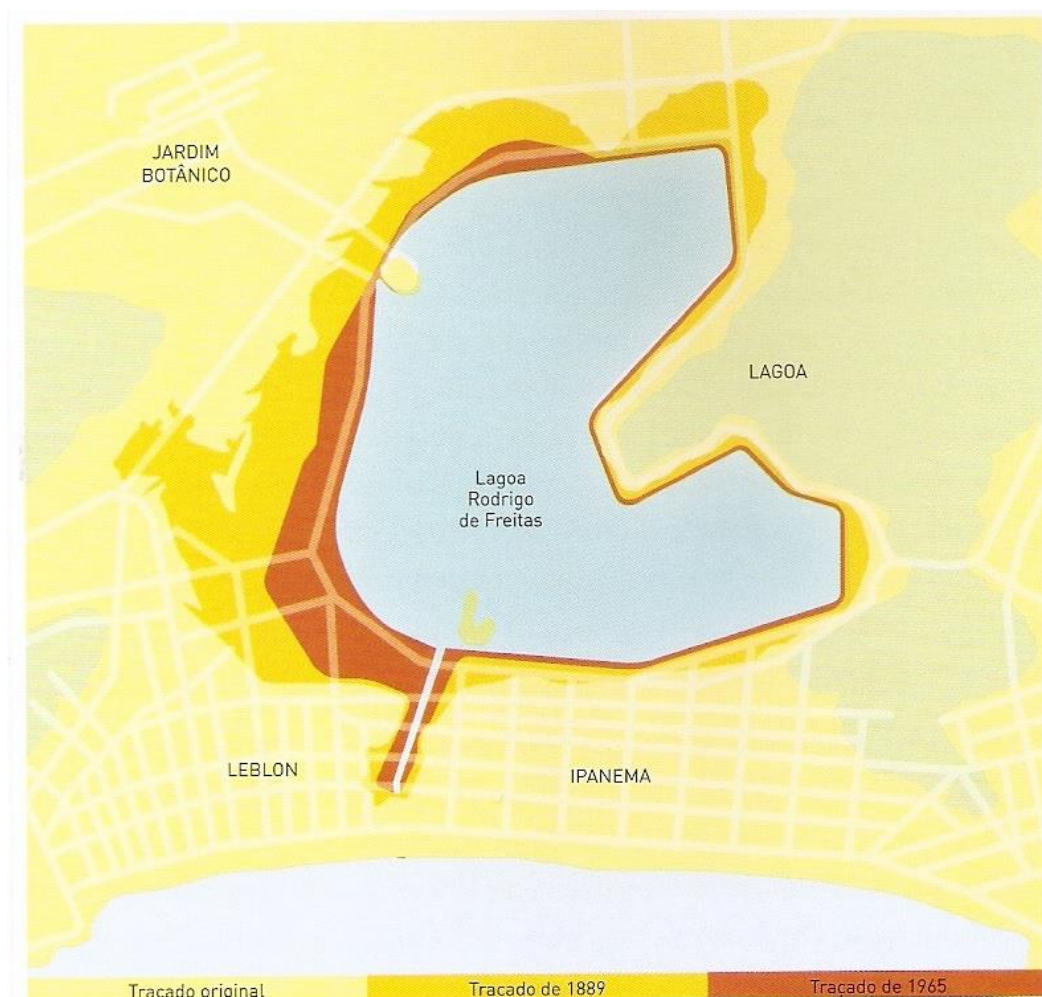 JARDIM
BOTÂNICO
LAGOA
Lagoa
Rodrigo
de Freitas
LEBLON
IPANEMA
Traçado original
Traçado de 1889
Traçado de 1965